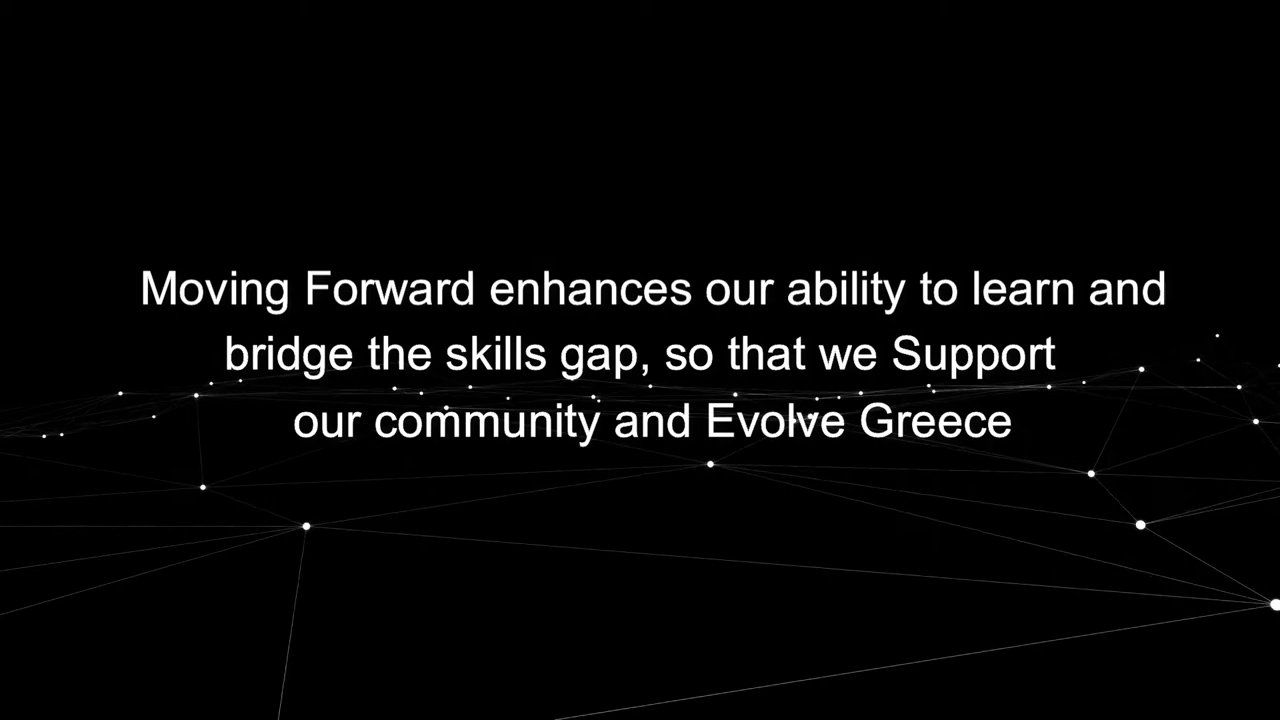 Moving Forward enhances our ability to learn and
bridge the skills gap, so that we Support
our community and Evolve Greece